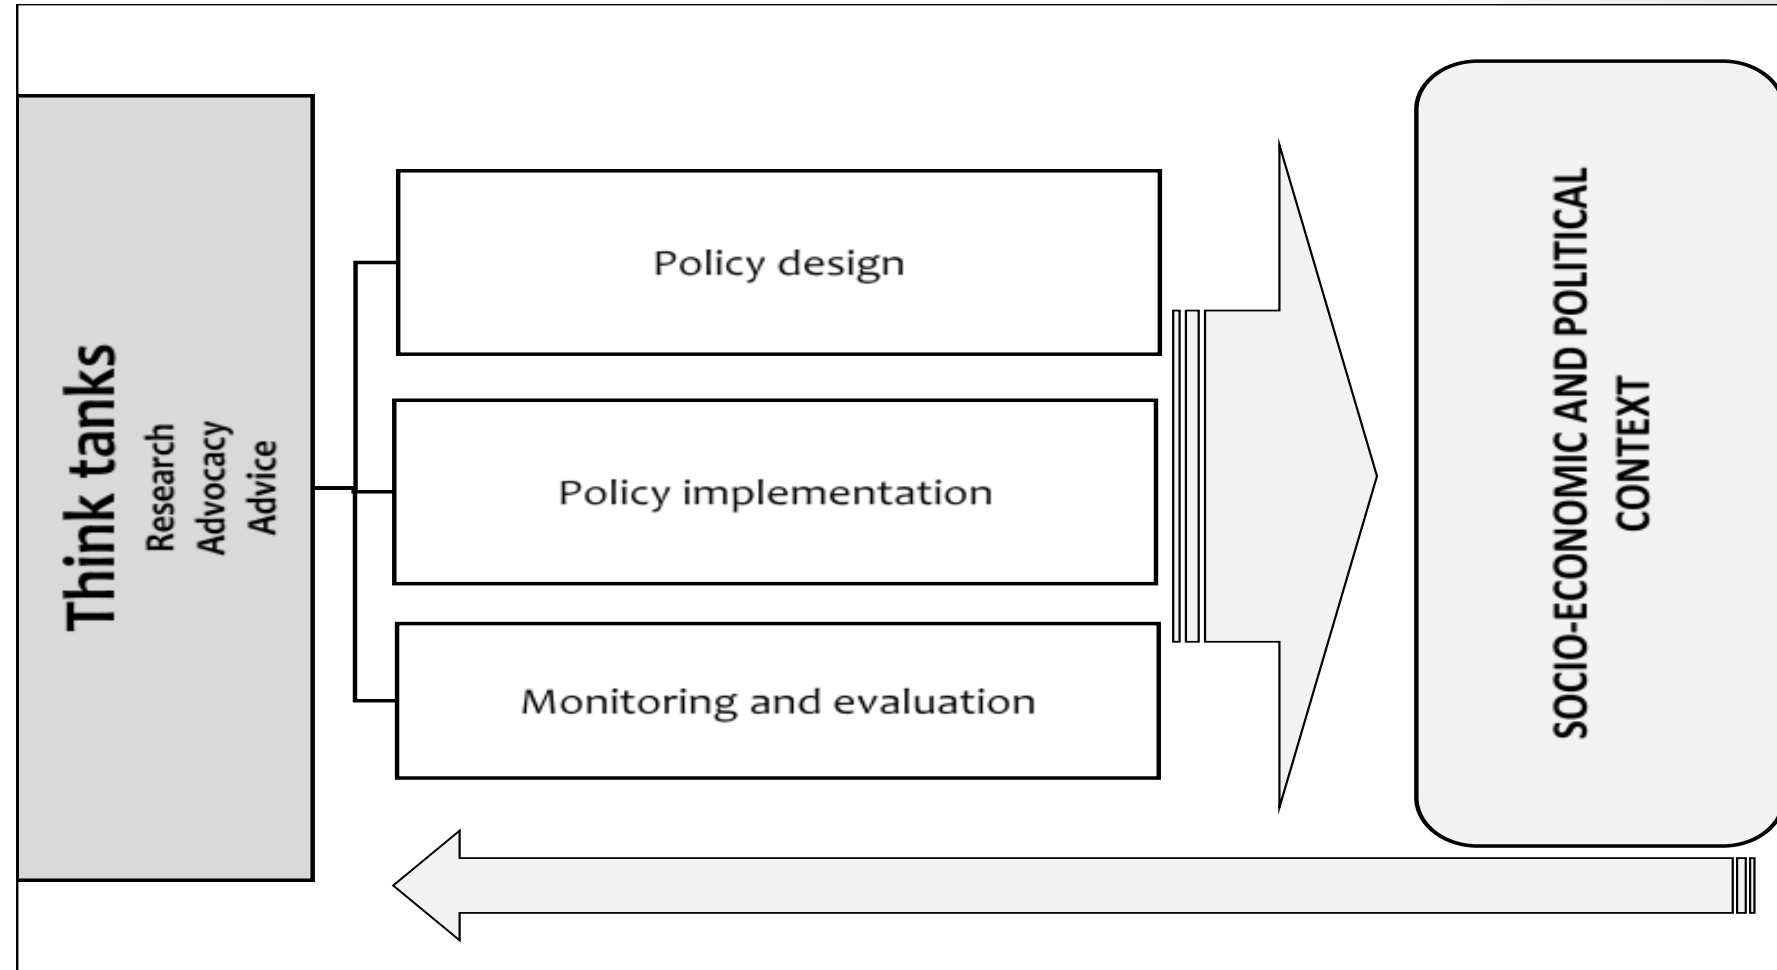 Think tanks
Research
Advocacy
Advice
Policy design
Policy implementation
Monitoring and evaluation
SOCIO-ECONOMIC AND POLITICAL
CONTEXT